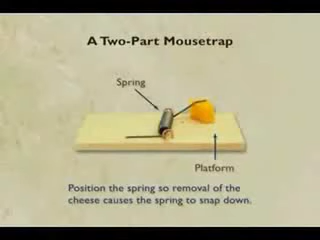 A Two-Part Mousetrap
Spring
Platform
Position the spring so removal of the
cheese causes the spring to snap down.